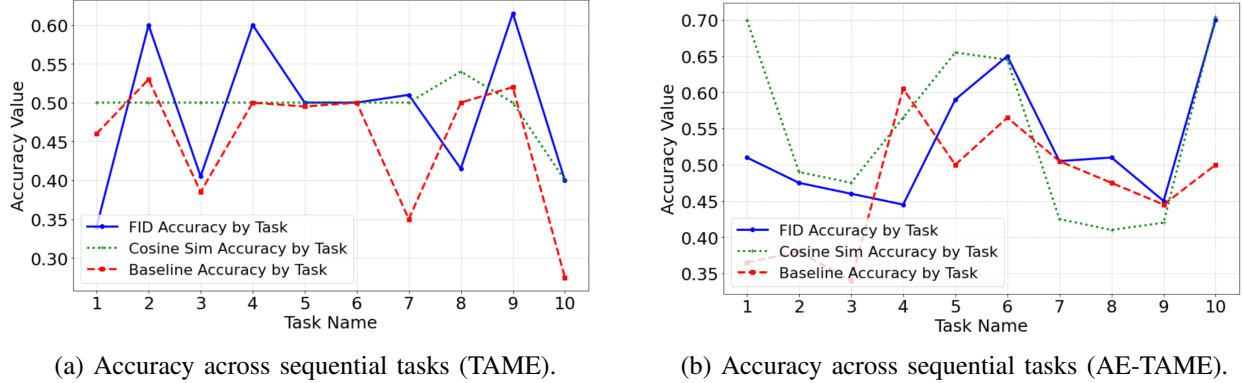 Accuracy Value
0.60
0.55
0.50
0.45
0.40
0.35
0.30
FID Accuracy by Task
Cosine Sim Accuracy by Task
Baseline Accuracy by Task
1 2 3 4 5 6 7 8 9 10
Task Name
(a) Accuracy across sequential tasks (TAME).
Accuracy Value
0.70
0.65
0.60
0.55
0.50
0.45
0.40
0.35
FID Accuracy by Task
Cosine Sim Accuracy by Task
Baseline Accuracy by Task
1 2 3 4 5 6 7 8 9 10
Task Name
(b) Accuracy across sequential tasks (AE-TAME).